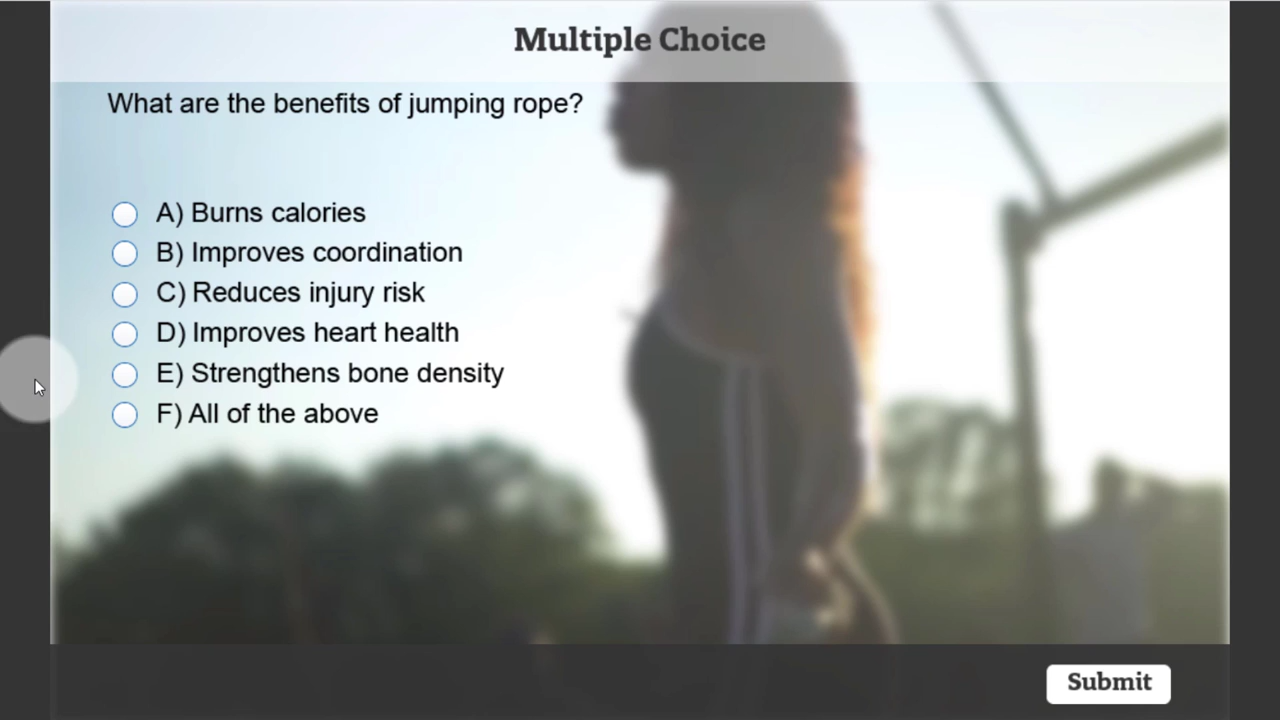 Multiple Choice
What are the benefits of jumping rope?
A) Burns calories
B) Improves coordination
C) Reduces injury risk
D) Improves heart health
E) Strengthens bone density
F) All of the above
Submit